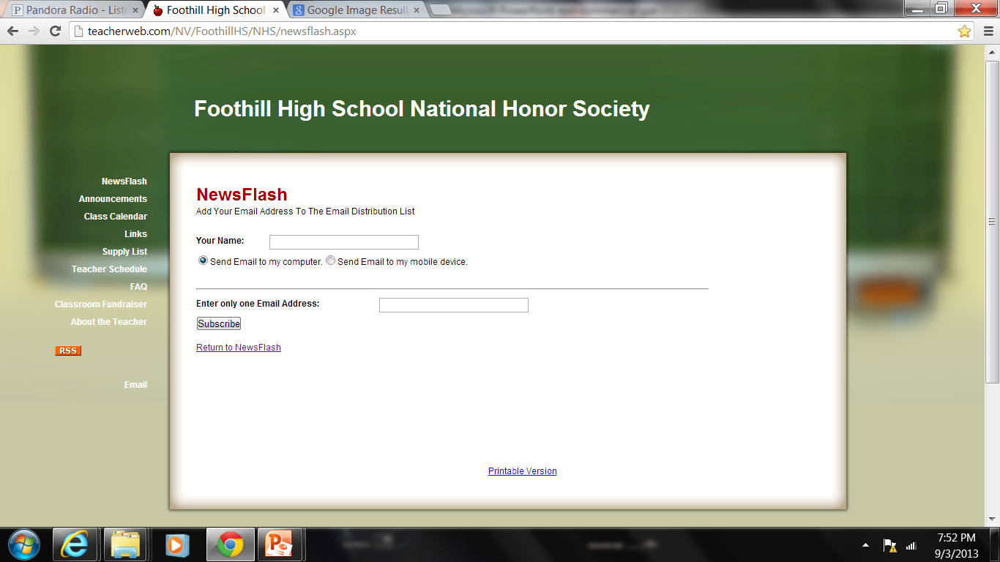 Pandora Radio - Liste
Foothill High School
Google Image Result
teacherweb.com/NV/FoothillHS/NHS/newsflash.aspx
Foothill High School National Honor Society
NewsFlash
Announcements
Class Calendar
Links
Supply List
Teacher Schedule
FAQ
Classroom Fundraiser
About the Teacher
RSS
Email
NewsFlash
Add Your Email Address To The Email Distribution List
Your Name:
Send Email to my computer. Send Email to my mobile device.
Enter only one Email Address:
Subscribe
Return to NewsFlash
Printable Version
7:52 PM
9/3/2013